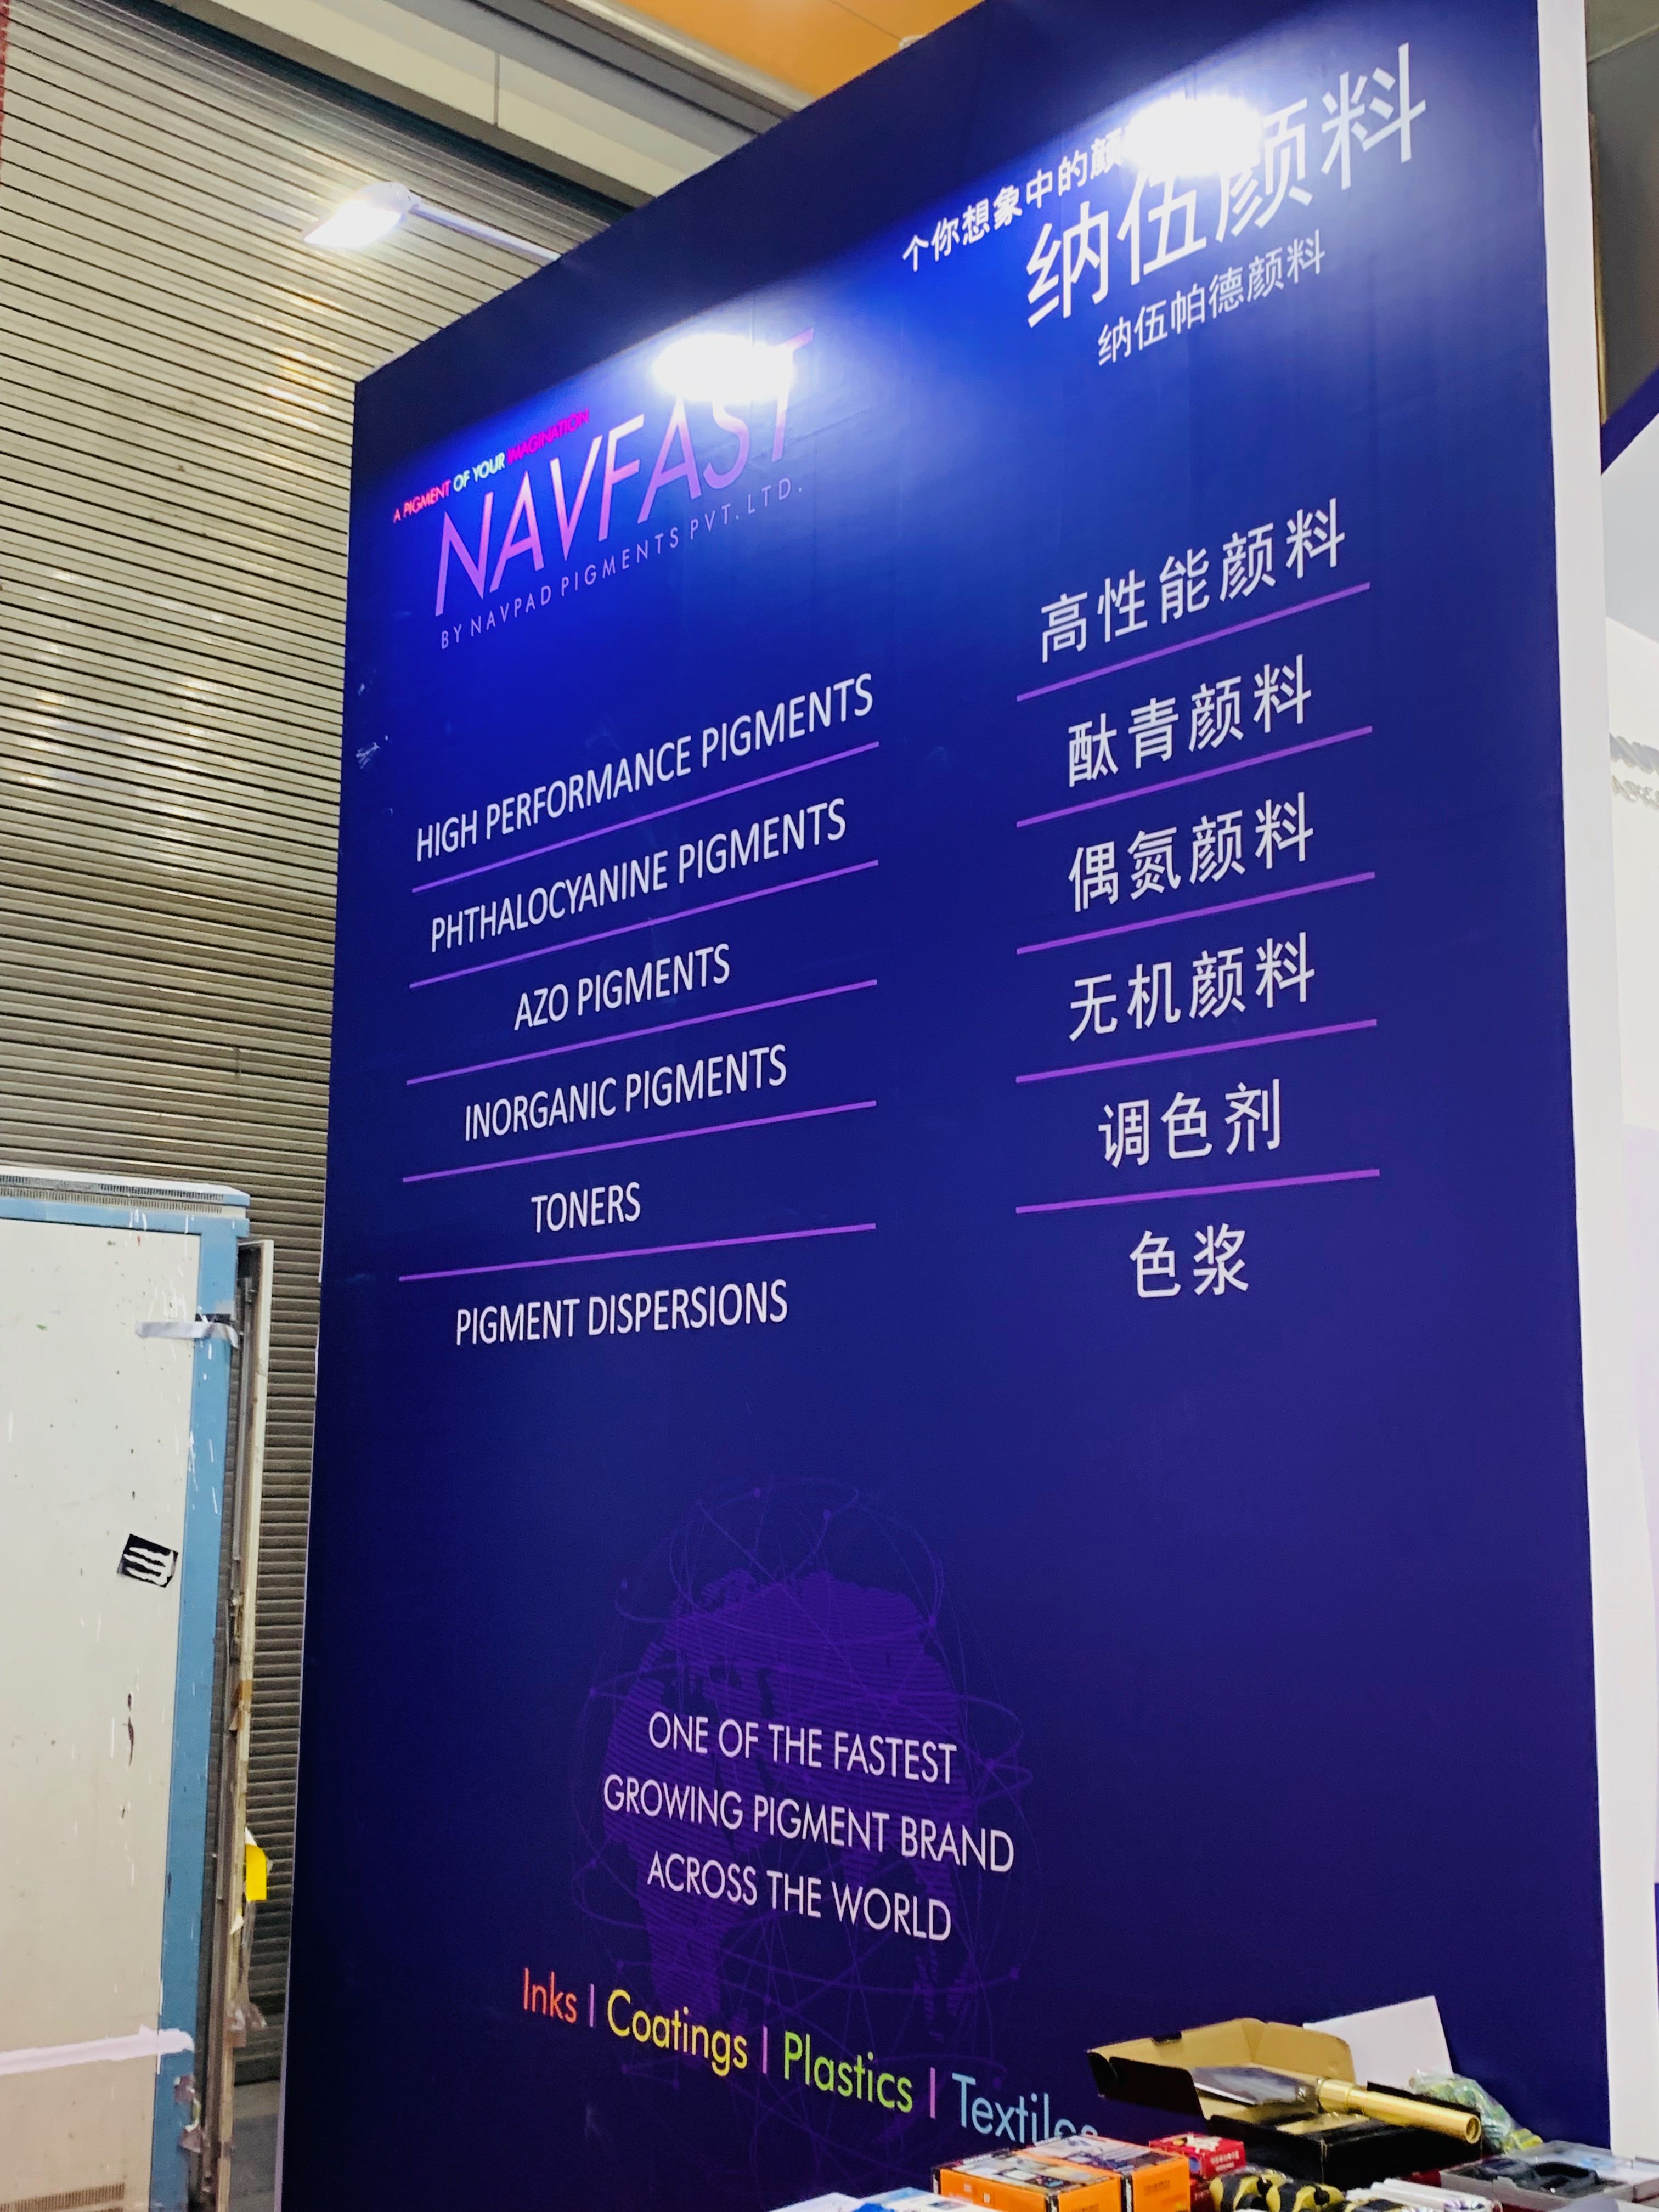 A PIGMENT OF YOUR IMAGINATION
NAVFAST
BY NAVPAD PIGMENTS PVT. LTD.
个你想象中的颜
纳伍颜料
纳伍帕德颜料
HIGH PERFORMANCE PIGMENTS
PHTHALOCYANINE PIGMENTS
AZO PIGMENTS
INORGANIC PIGMENTS
TONERS
PIGMENT DISPERSIONS
高性能颜料
酞青颜料
偶氮颜料
无机颜料
调色剂
色浆
ONE OF THE FASTEST
GROWING PIGMENT BRAND
ACROSS THE WORLD
Inks | Coatings | Plastics | Textiles